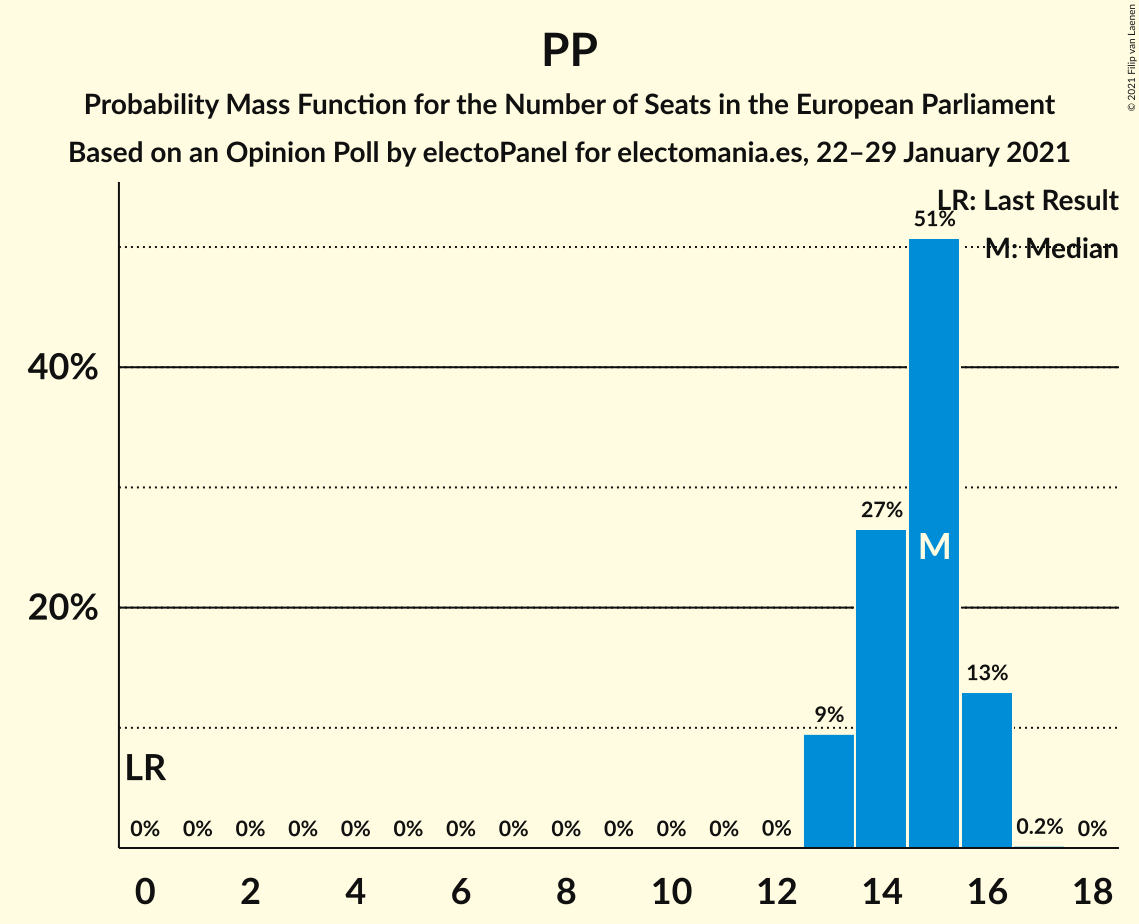 PP
Probability Mass Function for the Number of Seats in the European Parliament
Based on an Opinion Poll by electoPanel for electomania.es, 22–29 January 2021
© 2021 Filip van Laenen
LR: Last Result
M: Median
51%
40%
27%
M
20%
13%
9%
LR
0% 0% 0% 0% 0% 0% 0% 0% 0% 0% 0% 0% 0% 0.2% 0%
0 2 4 6 8 10 12 14 16 18